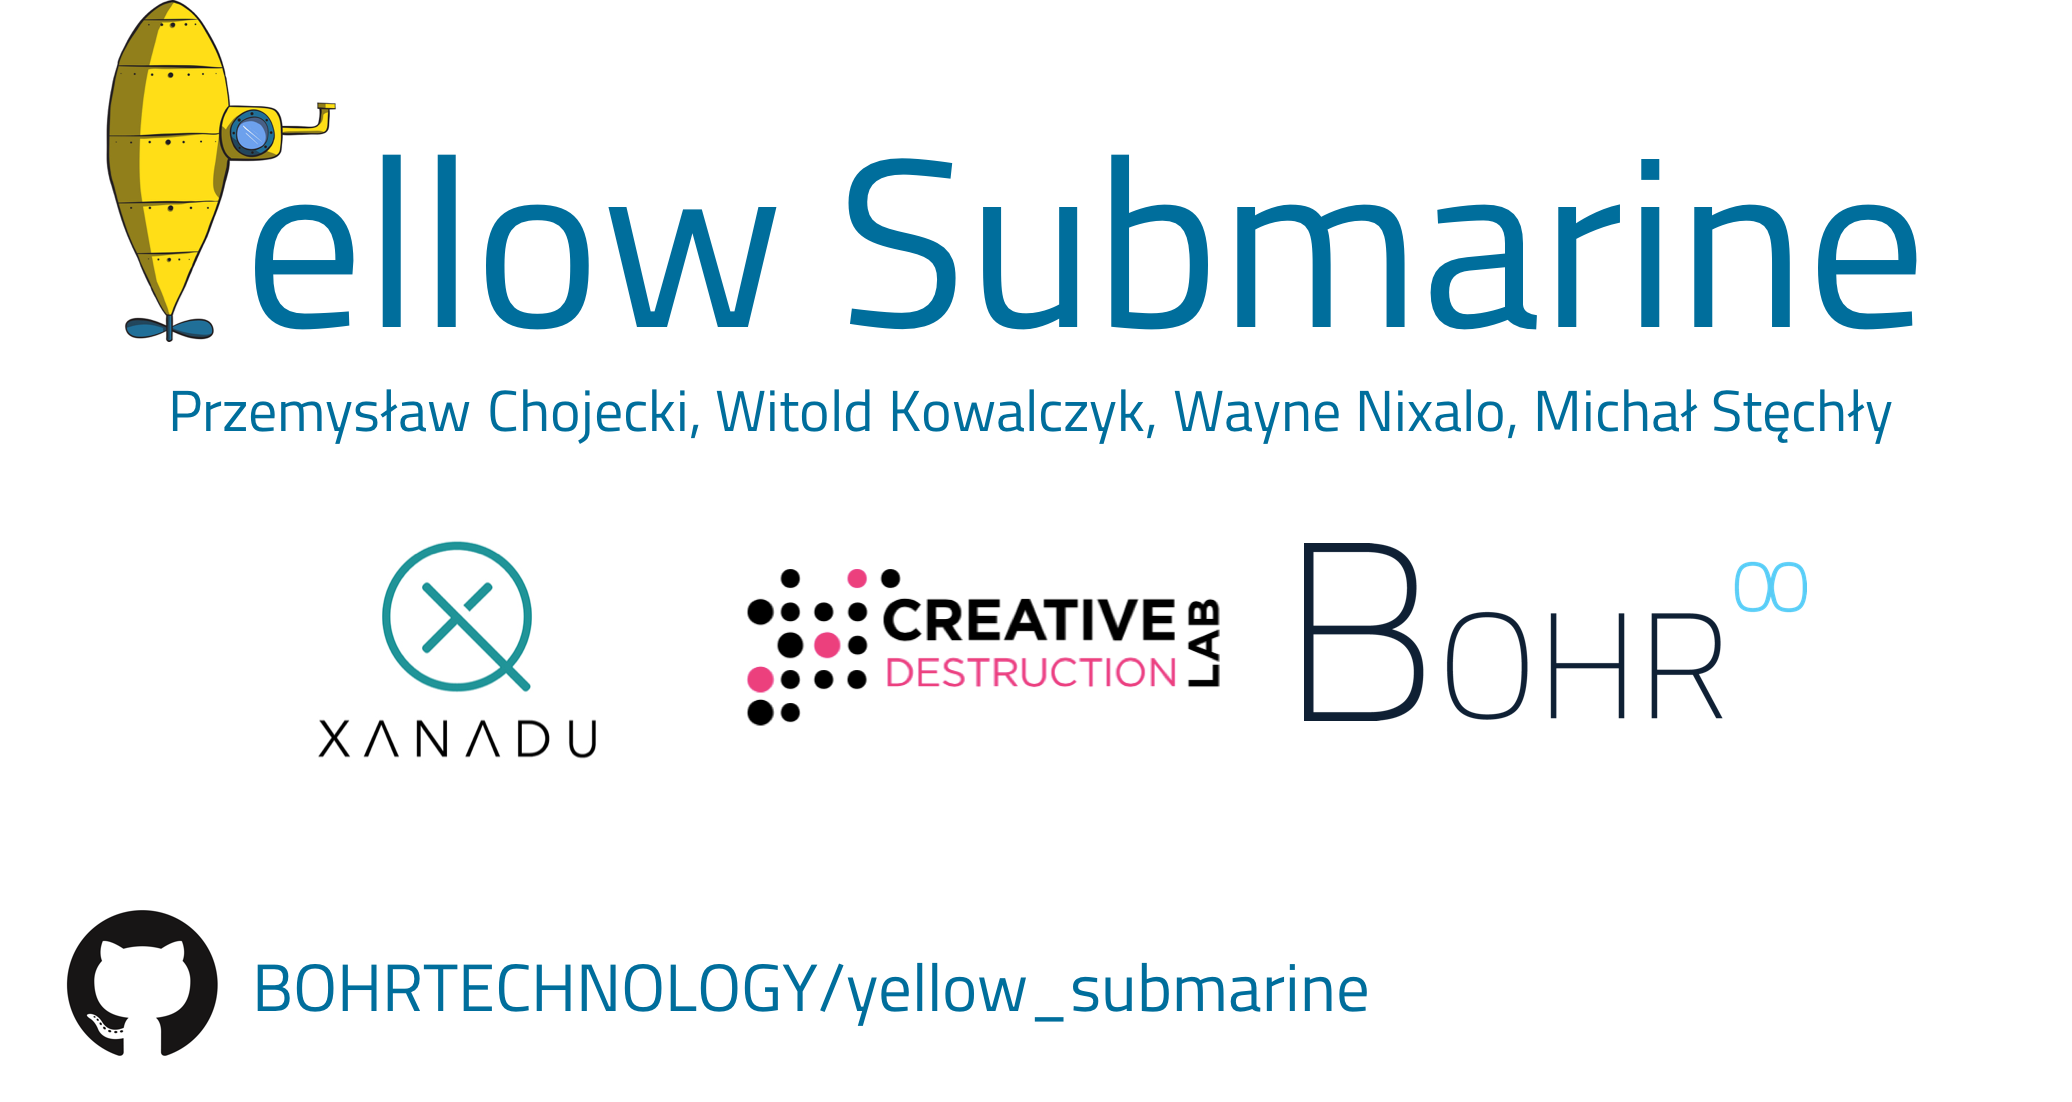 ellow Submarine
Przemysław Chojecki, Witold Kowalczyk, Wayne Nixalo, Michał Stęchły
XANADU
CREATIVE
DESTRUCTION
LAB
BOHR
BOHRTECHNOLOGY/yellow_submarine